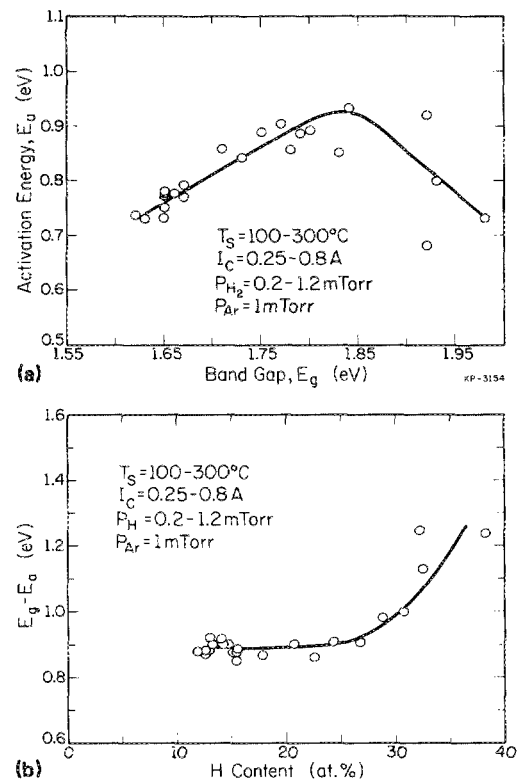 1.1
1.0
0.9
0.8
0.7
0.6
0.5
Activation Energy, Ea (eV)
TS=100-300°C
IC=0.25-0.8A
PH2=0.2-1.2mTorr
PAr=1mTorr
1.55 1.65 1.75 1.85 1.95
(a) Band Gap, Eg (eV)
KP-3154
1.6
1.4
1.2
1.0
0.8
0.6
Eg-Ea (eV)
TS=100-300°C
IC=0.25-0.8A
PH=0.2-1.2mTorr
PAr=1mTorr
0 10 20 30 40
(b) H Content (at.%)